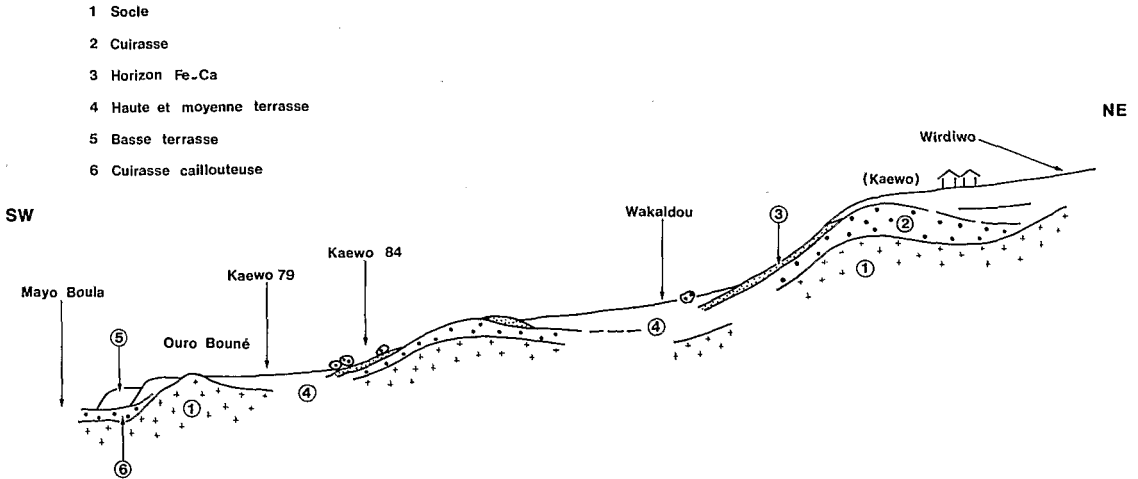 1 Socle
2 Cuirasse
3 Horizon Fe-Ca
4 Haute et moyenne terrasse
5 Basse terrasse
6 Cuirasse caillouteuse
NE
Wirdiwo
(Kaewo)
SW
Wakaldou
3
2
Kaewo 84
1
Kaewo 79
Mayo Boula
5
Ouro Bouné
4
4
1
6